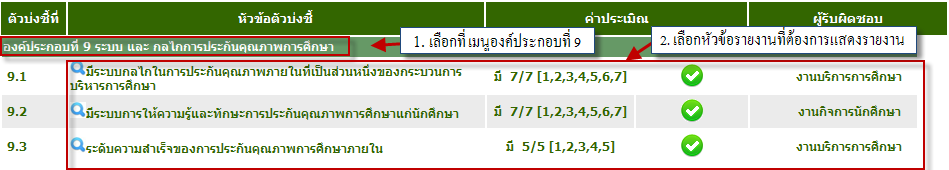 ตัวบ่งชี้ที่ หัวข้อตัวบ่งชี้ ค่าประเมิณ ผู้รับผิดชอบ
องค์ประกอบที่ 9 ระบบ และ กลไกการประกันคุณภาพการศึกษา
1. เลือกที่เมนูองค์ประกอบที่ 9
2. เลือกหัวข้อรายงานที่ต้องการแสดงรายงาน
9.1 มีระบบกลไกในการประกันคุณภาพภายในที่เป็นส่วนหนึ่งของกระบวนการ
บริหารการศึกษา มี 7/7 [1,2,3,4,5,6,7] งานบริการการศึกษา
9.2 มีระบบการให้ความรู้และทักษะการประกันคุณภาพการศึกษาแก่นักศึกษา มี 7/7 [1,2,3,4,5,6,7] งานกิจการนักศึกษา
9.3 ระดับความสำเร็จของการประกันคุณภาพการศึกษาภายใน มี 5/5 [1,2,3,4,5] งานบริการการศึกษา